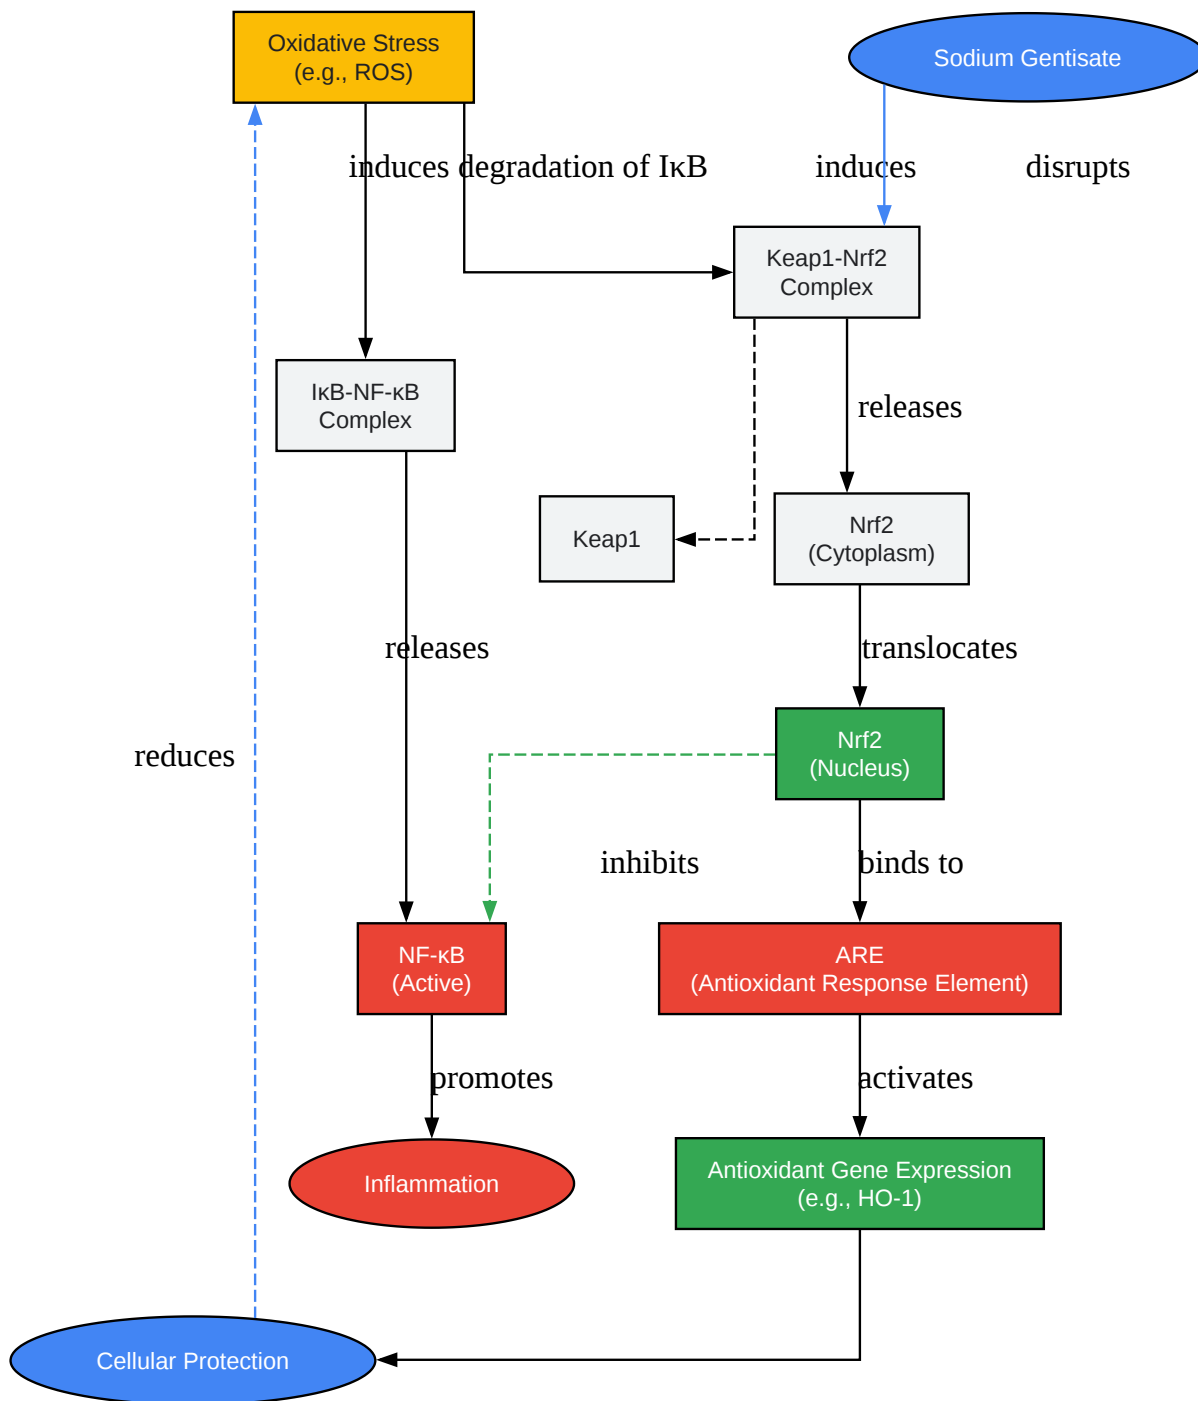 Oxidative Stress
(e.g., ROS)
Sodium Gentisate
induces degradation of IκB
induces
disrupts
Keap1-Nrf2
Complex
IκB-NF-κB
Complex
releases
Keap1
Nrf2
(Cytoplasm)
releases
translocates
reduces
Nrf2
(Nucleus)
inhibits
binds to
NF-κB
(Active)
ARE
(Antioxidant Response Element)
promotes
activates
Inflammation
Antioxidant Gene Expression
(e.g., HO-1)
Cellular Protection